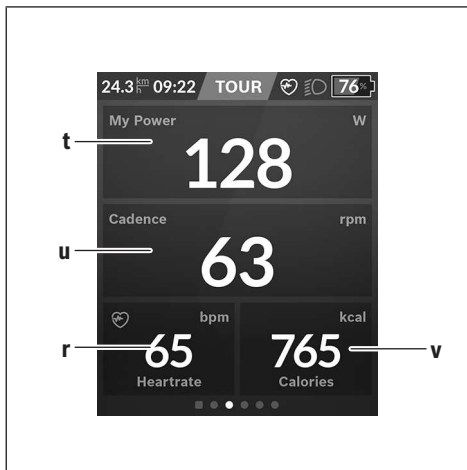 24.3 km/h 09:22 TOUR 76%
My Power W
t
128
Cadence rpm
u
63
bpm kcal
r 65 765 v
Heartrate Calories